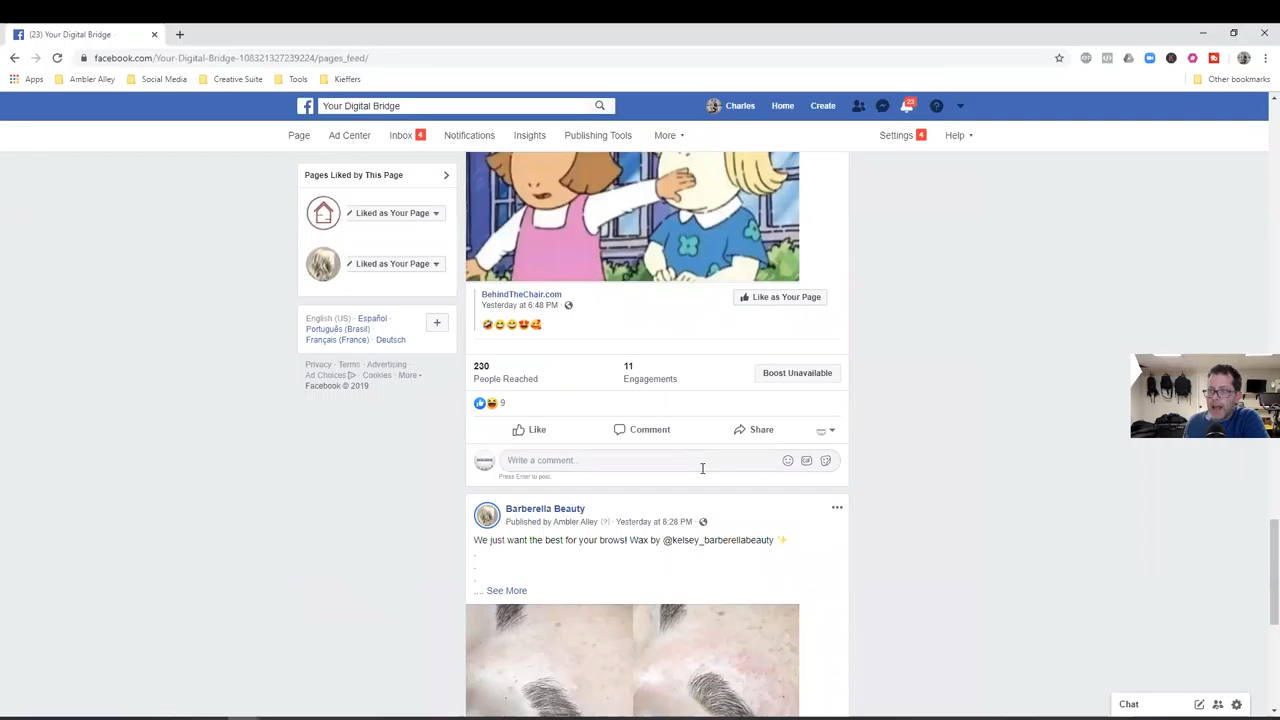 (23) Your Digital Bridge
facebook.com/Your-Digital-Bridge-108321327239224/pages_feed/
Apps Ambler Alley Social Media Creative Suite Tools Kieffers Other bookmarks
Your Digital Bridge Charles Home Create 23
Page Ad Center Inbox 4 Notifications Insights Publishing Tools More Settings 4 Help
Pages Liked by This Page
Liked as Your Page
Liked as Your Page
English (US) · Español ·
Português (Brasil) ·
Français (France) · Deutsch
Privacy · Terms · Advertising ·
Ad Choices · Cookies · More
Facebook © 2019
BehindTheChair.com
Yesterday at 6:48 PM ·
Like as Your Page
🤣😂😂😍🥰
230
People Reached
11
Engagements
Boost Unavailable
9
Like Comment Share
Write a comment...
GIF
Press Enter to post.
Barberella Beauty
Published by Ambler Alley [?] · Yesterday at 6:28 PM ·
We just want the best for your brows! Wax by @kelsey_barberellabeauty ✨
.
.
.
.... See More
Chat